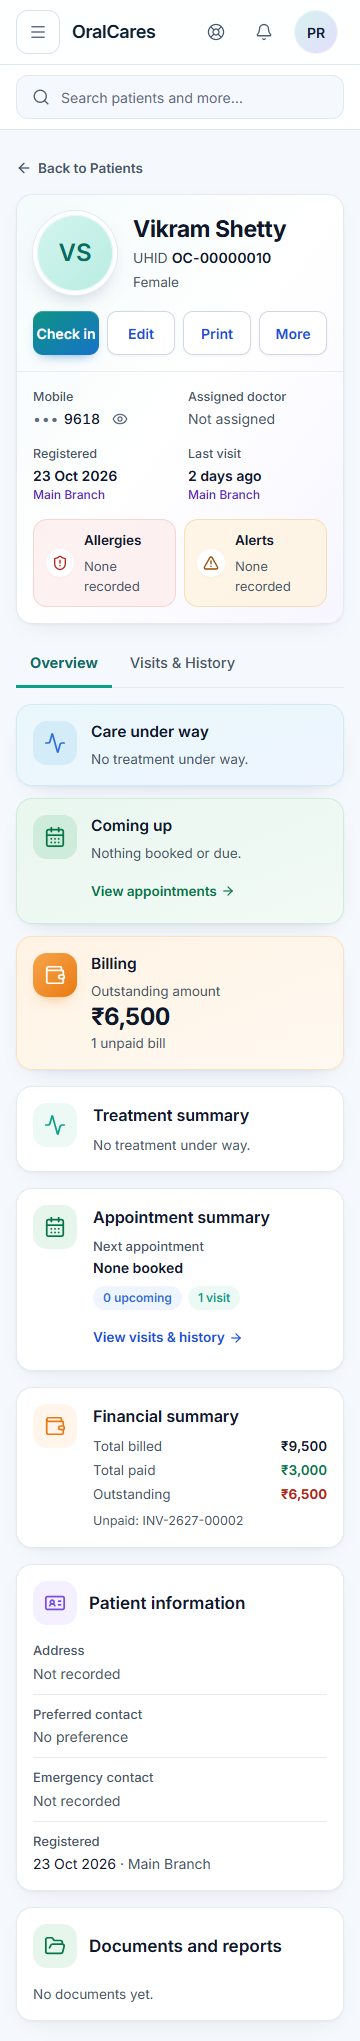 OralCares
PR
Search patients and more...
Back to Patients
VS
Vikram Shetty
UHID OC-00000010
Female
Check in
Edit
Print
More
Mobile
••• 9618
Assigned doctor
Not assigned
Registered
23 Oct 2026
Main Branch
Last visit
2 days ago
Main Branch
Allergies
None
recorded
Alerts
None
recorded
Overview
Visits & History
Care under way
No treatment under way.
Coming up
Nothing booked or due.
View appointments →
Billing
Outstanding amount
₹6,500
1 unpaid bill
Treatment summary
No treatment under way.
Appointment summary
Next appointment
None booked
0 upcoming
1 visit
View visits & history →
Financial summary
Total billed ₹9,500
Total paid ₹3,000
Outstanding ₹6,500
Unpaid: INV-2627-00002
Patient information
Address
Not recorded
Preferred contact
No preference
Emergency contact
Not recorded
Registered
23 Oct 2026 · Main Branch
Documents and reports
No documents yet.